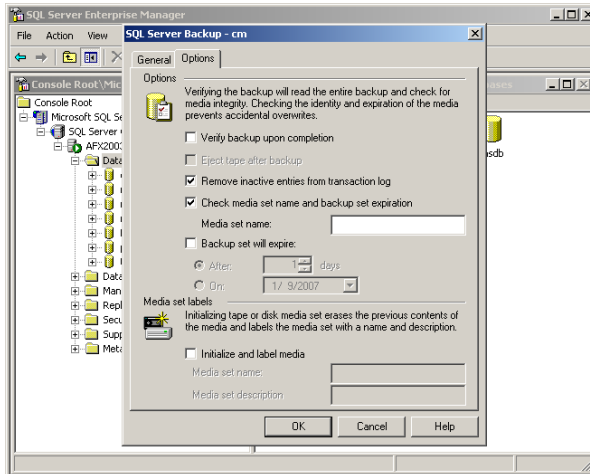 SQL Server Enterprise Manager
File Action View
SQL Server Backup - cm
General Options
Options
Verifying the backup will read the entire backup and check for
media integrity. Checking the identity and expiration of the media
prevents accidental overwrites.
Verify backup upon completion
Eject tape after backup
Remove inactive entries from transaction log
Check media set name and backup set expiration
Media set name:
Backup set will expire:
After: 1 days
On: 1/ 9/2007
Media set labels
Initializing tape or disk media set erases the previous contents of
the media and labels the media set with a name and description.
Initialize and label media
Media set name:
Media set description
OK Cancel Help
Console Root\Mic
bases
Console Root
Microsoft SQL Se
SQL Server
AFX2003
Data
Data
Man
Repl
Secu
Supp
Meta
sdb